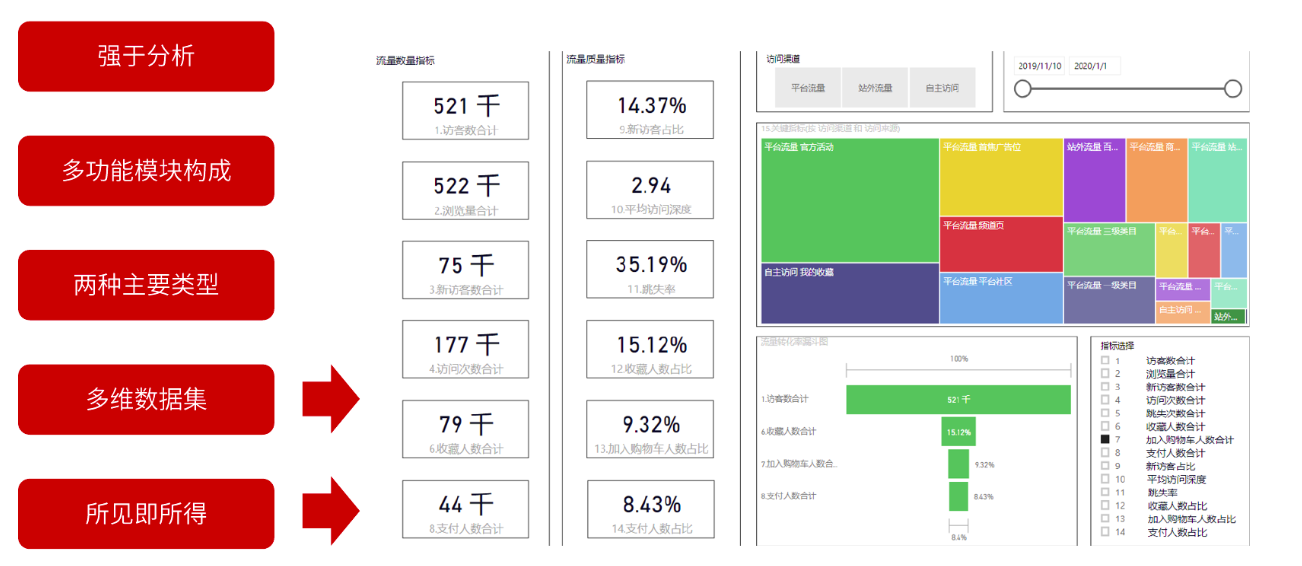 强于分析
多功能模块构成
两种主要类型
多维数据集
所见即所得
流量数量指标
521 千
1.访客数合计
522 千
2.浏览量合计
75 千
3.新访客数合计
177 千
4.访问次数合计
79 千
6.收藏人数合计
44 千
8.支付人数合计
流量质量指标
14.37%
9.新访客占比
2.94
10.平均访问深度
35.19%
11.跳失率
15.12%
12.收藏人数占比
9.32%
13.加入购物车人数占比
8.43%
14.支付人数占比
访问渠道
平台流量 站外流量 自主访问
2019/11/10 2020/1/1
15.关键指标(按 访问渠道 和 访问来源)
平台流量 官方活动
自主访问 我的收藏
平台流量 首焦广告位
平台流量 频道页
平台流量 平台社区
站外流量 百...
平台流量 商...
平台流量 站...
平台流量 三级类目
平台...
平台...
平...
平台流量 一级类目
平台流量 ...
平台...
自主访问 ...
站外...
流量转化率漏斗图
100%
1.访客数合计 521 千
6.收藏人数合计 15.12%
7.加入购物车人数合... 9.32%
8.支付人数合计 8.43%
8.4%
指标选择
1 访客数合计
2 浏览量合计
3 新访客数合计
4 访问次数合计
5 跳失次数合计
6 收藏人数合计
7 加入购物车人数合计
8 支付人数合计
9 新访客占比
10 平均访问深度
11 跳失率
12 收藏人数占比
13 加入购物车人数占比
14 支付人数占比